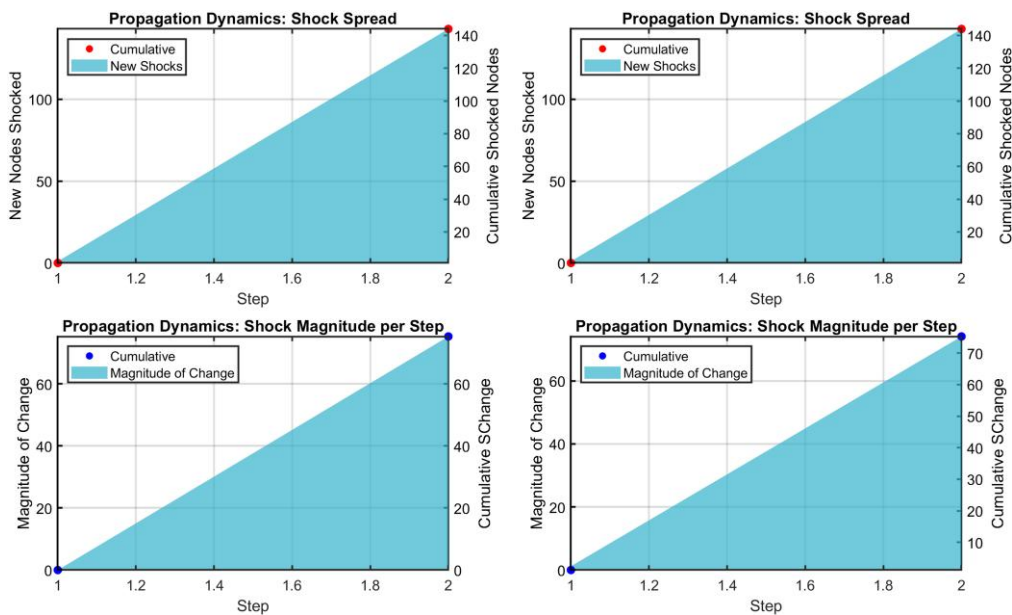 Propagation Dynamics: Shock Spread
Cumulative
New Shocks
New Nodes Shocked
0
50
100
Cumulative Shocked Nodes
20
40
60
80
100
120
140
1 1.2 1.4 1.6 1.8 2
Step
Propagation Dynamics: Shock Spread
Cumulative
New Shocks
New Nodes Shocked
0
50
100
Cumulative Shocked Nodes
20
40
60
80
100
120
140
1 1.2 1.4 1.6 1.8 2
Step
Propagation Dynamics: Shock Magnitude per Step
Cumulative
Magnitude of Change
Magnitude of Change
0
20
40
60
Cumulative SChange
0
20
40
60
1 1.2 1.4 1.6 1.8 2
Step
Propagation Dynamics: Shock Magnitude per Step
Cumulative
Magnitude of Change
Magnitude of Change
0
20
40
60
Cumulative SChange
10
20
30
40
50
60
70
1 1.2 1.4 1.6 1.8 2
Step